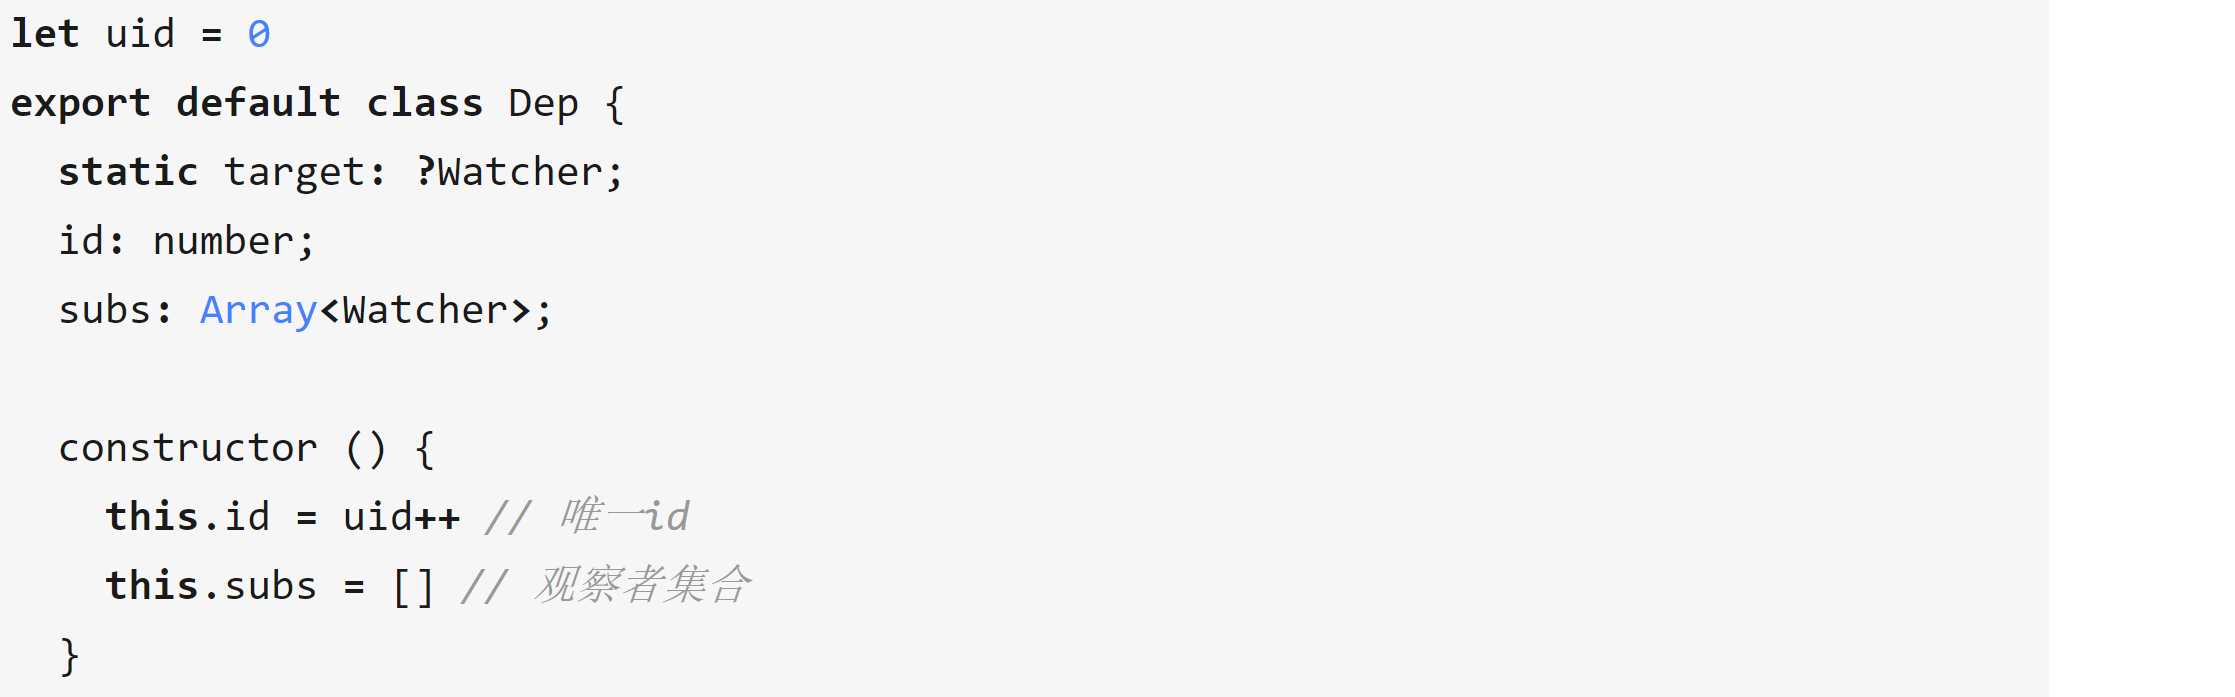 let uid = 0
export default class Dep {
  static target: ?Watcher;
  id: number;
  subs: Array<Watcher>;

  constructor () {
    this.id = uid++ // 唯一id
    this.subs = [] // 观察者集合
  }